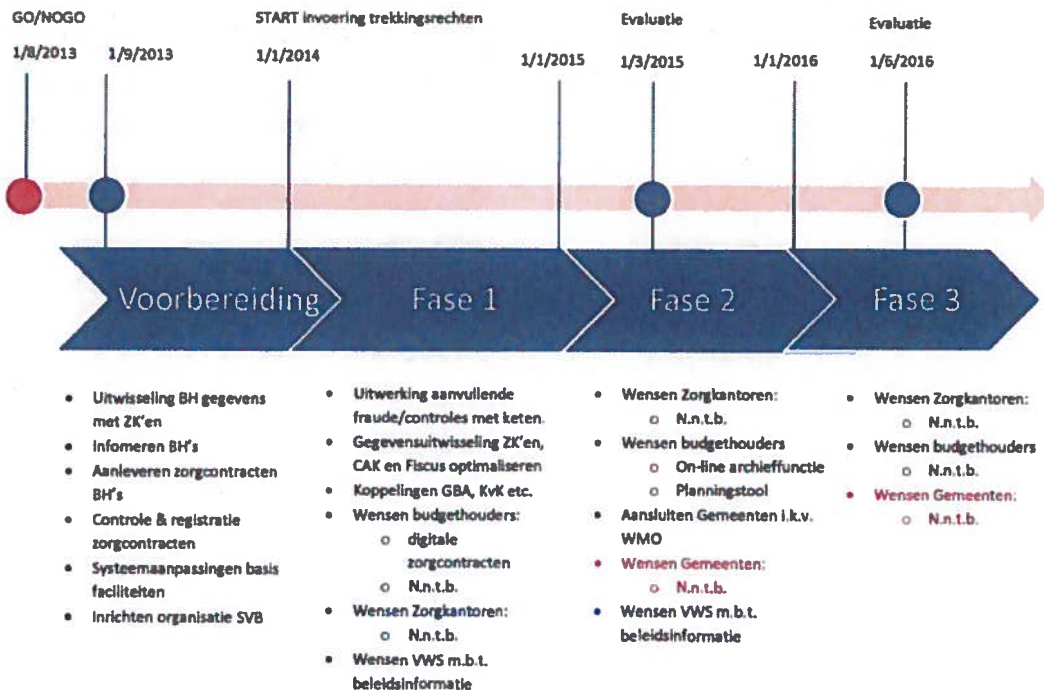 GO/NOGO
START invoering trekkingsrechten
Evaluatie
Evaluatie
1/8/2013
1/9/2013
1/1/2014
1/1/2015
1/3/2015
1/1/2016
1/6/2016
Voorbereiding
Fase 1
Fase 2
Fase 3
• Uitwisseling BH gegevens
met ZK'en
• Infomeren BH's
• Aanleveren zorgcontracten
BH's
• Controle & registratie
zorgcontracten
• Systeemaanpassingen basis
faciliteiten
• Inrichten organisatie SVB
• Uitwerking aanvullende
fraude/controles met keten.
• Gegevensuitwisseling ZK'en,
CAK en Fiscus optimaliseren
• Koppelingen GBA, KvK etc.
• Wensen budgethouders:
o digitale
zorgcontracten
o N.n.t.b.
• Wensen Zorgkantoren:
o N.n.t.b.
• Wensen VWS m.b.t.
beleidsinformatie
• Wensen Zorgkantoren:
o N.n.t.b.
• Wensen budgethouders
o On-line archieffunctie
o Planningstool
• Aansluiten Gemeenten i.k.v.
WMO
• Wensen Gemeenten:
o N.n.t.b.
• Wensen VWS m.b.t.
beleidsinformatie
• Wensen Zorgkantoren:
o N.n.t.b.
• Wensen budgethouders
o N.n.t.b.
• Wensen Gemeenten:
o N.n.t.b.